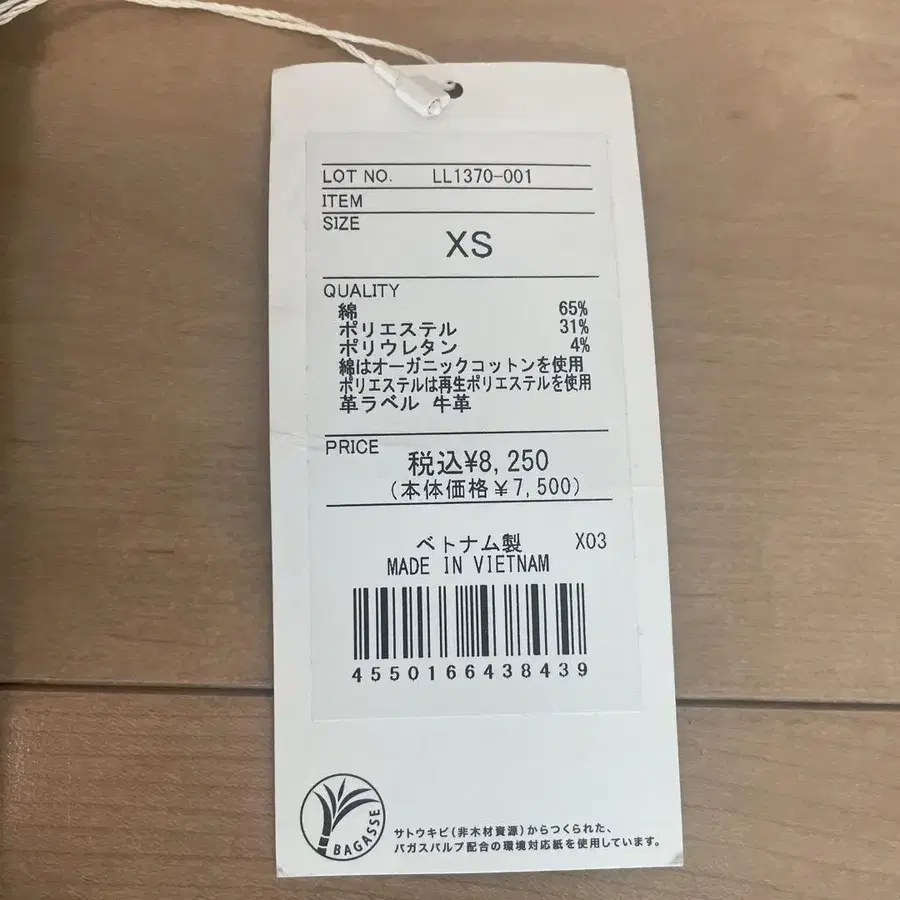 LOT NO. LL1370-001
ITEM
SIZE
XS
QUALITY
綿 65%
ポリエステル 31%
ポリウレタン 4%
綿はオーガニックコットンを使用
ポリエステルは再生ポリエステルを使用
革ラベル 牛革
PRICE
税込¥8,250
(本体価格¥7,500)
ベトナム製 X03
MADE IN VIETNAM
4550166438439
BAGASSE
サトウキビ(非木材資源)からつくられた、
バガスパルプ配合の環境対応紙を使用しています。